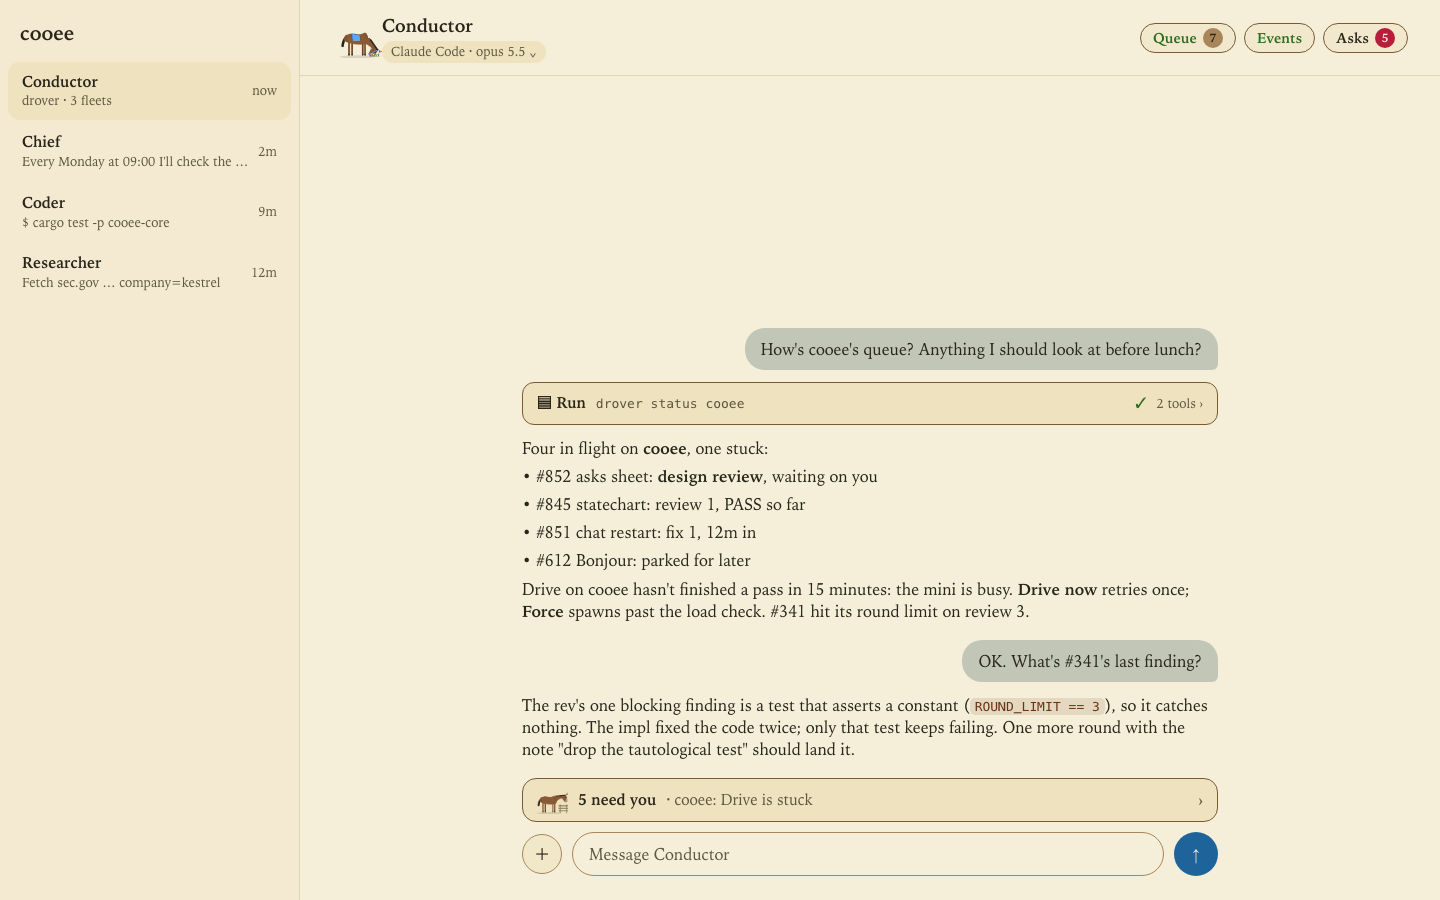 cooee
Conductor
drover · 3 fleets
now
Chief
Every Monday at 09:00 I'll check the …
2m
Coder
$ cargo test -p cooee-core
9m
Researcher
Fetch sec.gov … company=kestrel
12m
Conductor
Claude Code · opus 5.5 ⌄
Queue 7
Events
Asks 5
How's cooee's queue? Anything I should look at before lunch?
Run drover status cooee
✓ 2 tools ›
Four in flight on cooee, one stuck:
• #852 asks sheet: design review, waiting on you
• #845 statechart: review 1, PASS so far
• #851 chat restart: fix 1, 12m in
• #612 Bonjour: parked for later
Drive on cooee hasn't finished a pass in 15 minutes: the mini is busy. Drive now retries once;
Force spawns past the load check. #341 hit its round limit on review 3.
OK. What's #341's last finding?
The rev's one blocking finding is a test that asserts a constant (ROUND_LIMIT == 3), so it catches
nothing. The impl fixed the code twice; only that test keeps failing. One more round with the
note "drop the tautological test" should land it.
5 need you · cooee: Drive is stuck ›
+ Message Conductor ↑